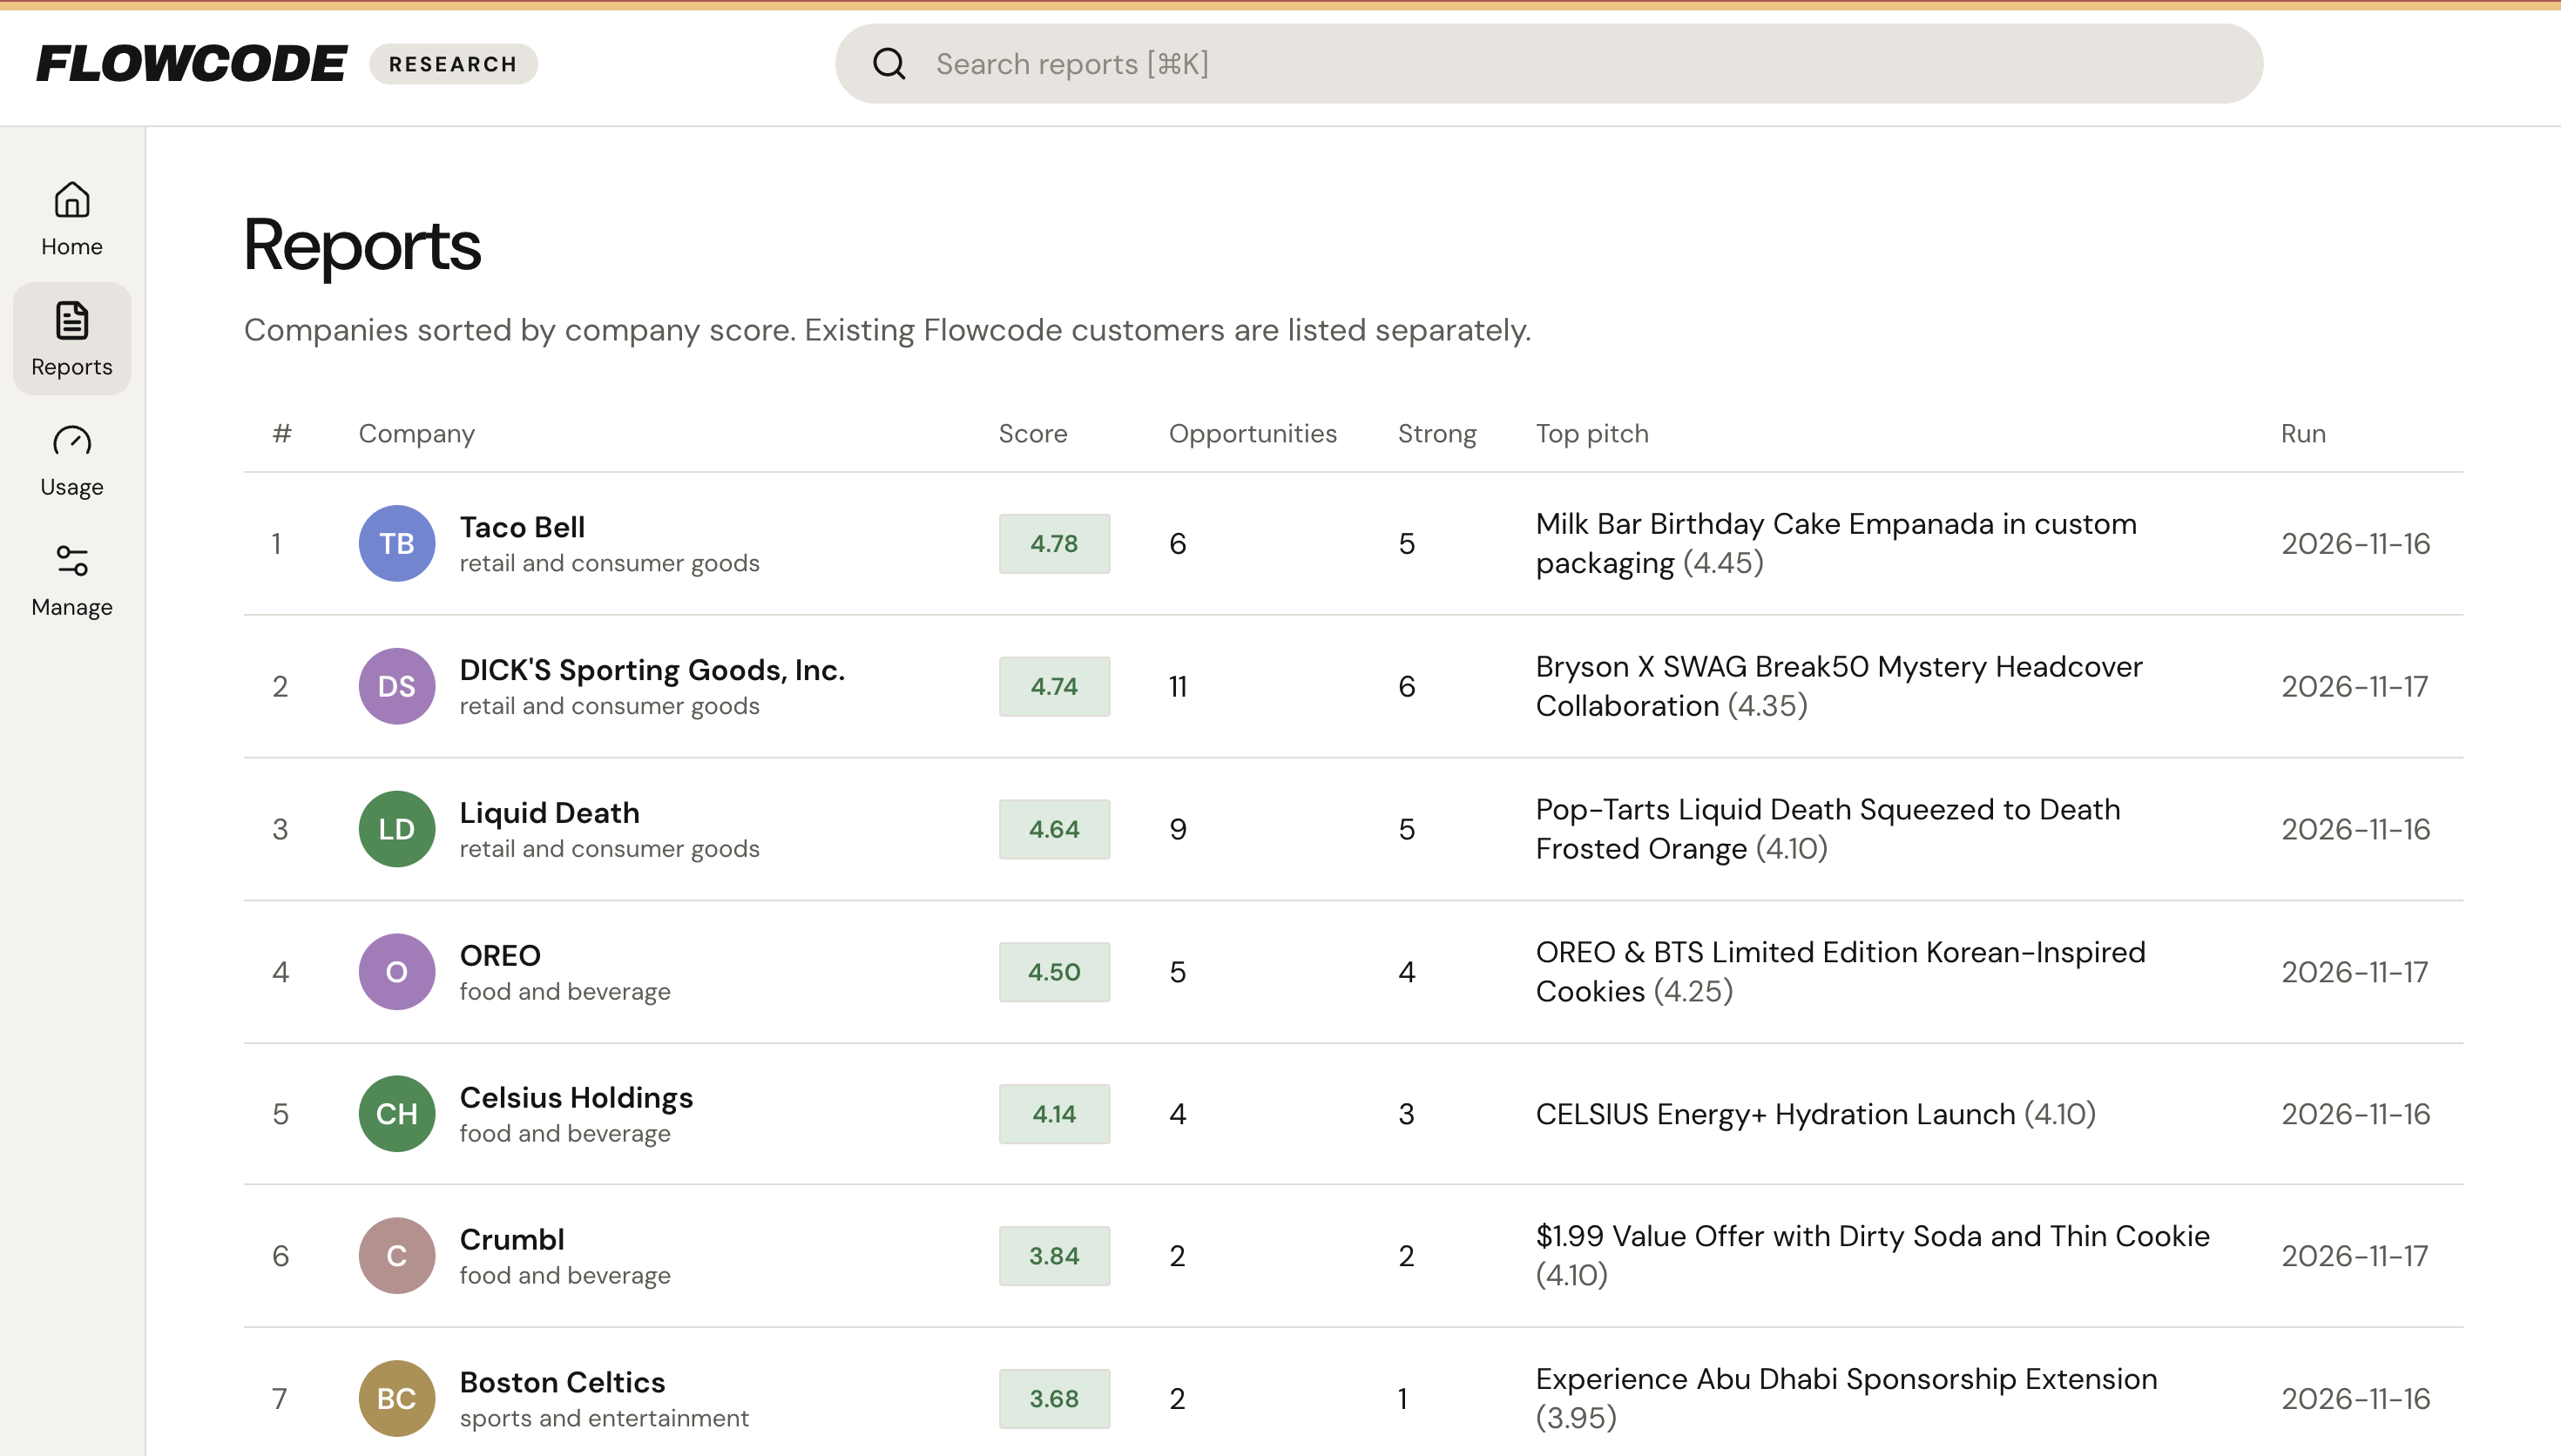 FLOWCODE RESEARCH
Search reports [⌘K]
Home
Reports
Usage
Manage
Reports
Companies sorted by company score. Existing Flowcode customers are listed separately.
# Company Score Opportunities Strong Top pitch Run
1 TB Taco Bell 4.78 6 5 Milk Bar Birthday Cake Empanada in custom 2026-11-16
retail and consumer goods packaging (4.45)
2 DS DICK'S Sporting Goods, Inc. 4.74 11 6 Bryson X SWAG Break50 Mystery Headcover 2026-11-17
retail and consumer goods Collaboration (4.35)
3 LD Liquid Death 4.64 9 5 Pop-Tarts Liquid Death Squeezed to Death 2026-11-16
retail and consumer goods Frosted Orange (4.10)
4 O OREO 4.50 5 4 OREO & BTS Limited Edition Korean-Inspired 2026-11-17
food and beverage Cookies (4.25)
5 CH Celsius Holdings 4.14 4 3 CELSIUS Energy+ Hydration Launch (4.10) 2026-11-16
food and beverage
6 C Crumbl 3.84 2 2 $1.99 Value Offer with Dirty Soda and Thin Cookie 2026-11-17
food and beverage (4.10)
7 BC Boston Celtics 3.68 2 1 Experience Abu Dhabi Sponsorship Extension 2026-11-16
sports and entertainment (3.95)